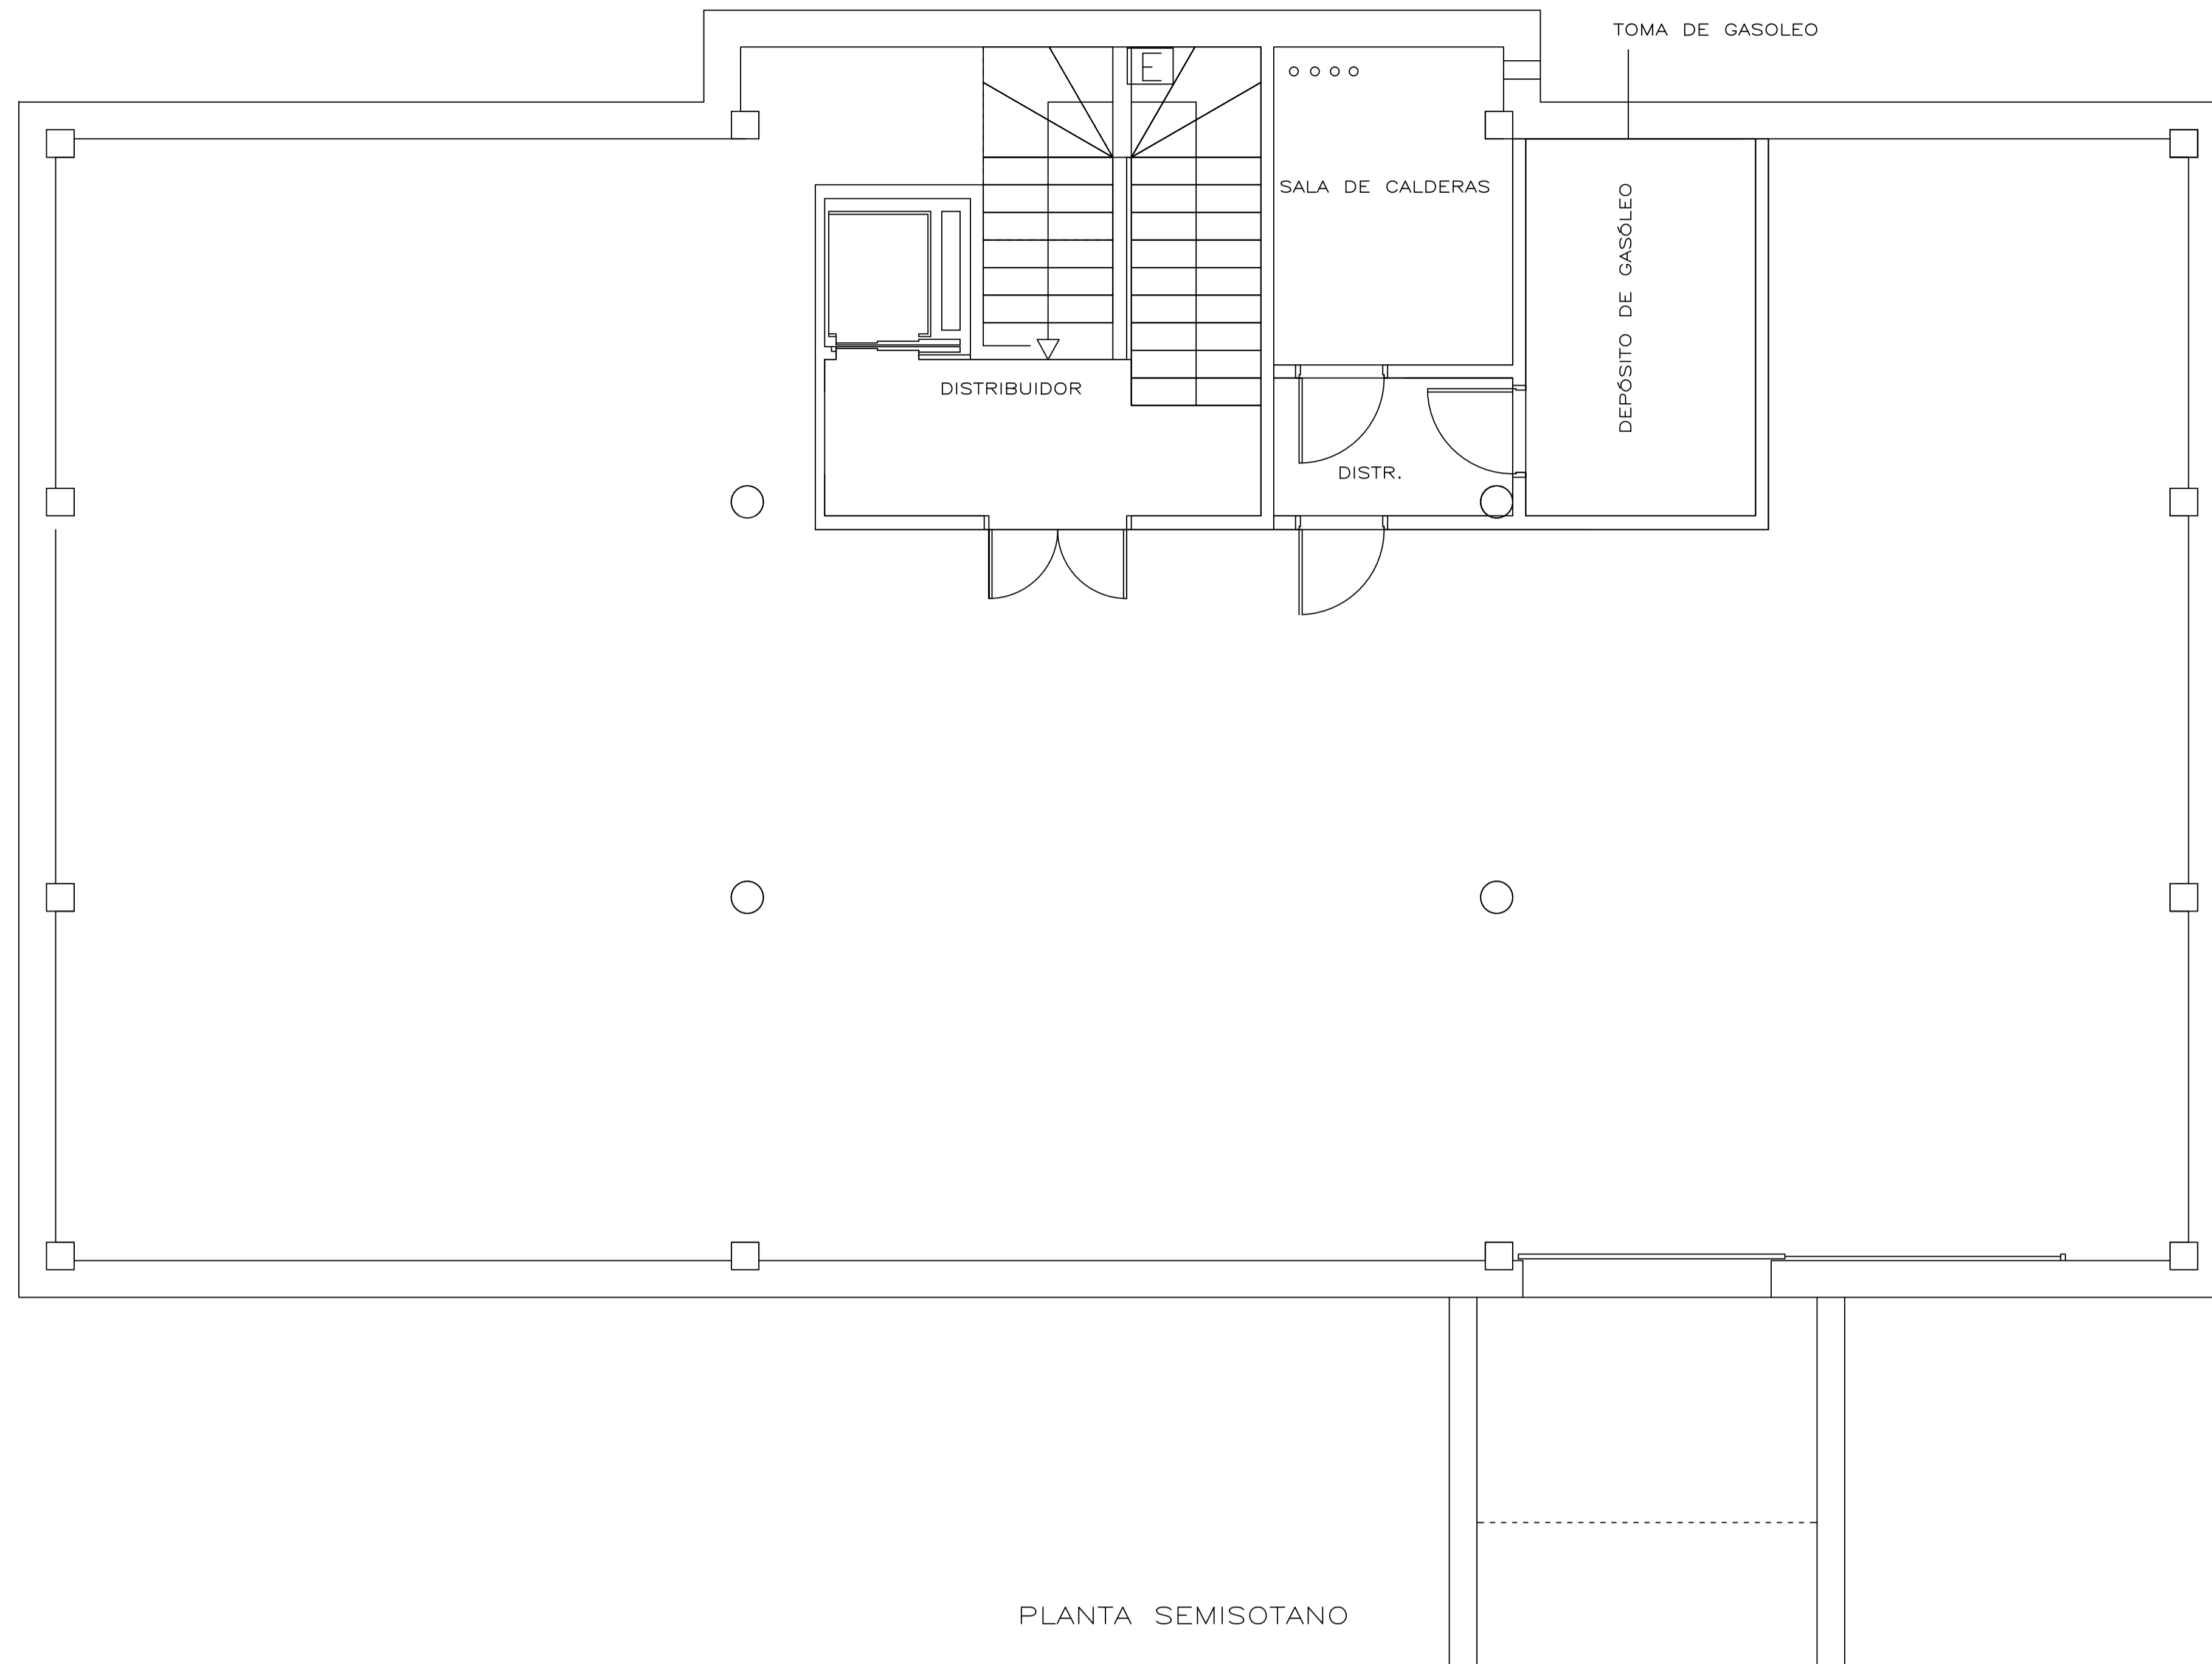 TOMA DE GASOLEO
E
SALA DE CALDERAS
DEPÓSITO DE GASÓLEO
DISTRIBUIDOR
DISTR.
PLANTA SEMISOTANO